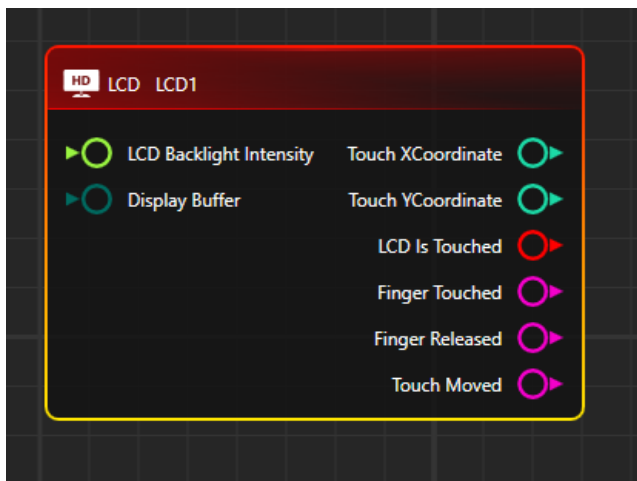 HD LCD LCD1
LCD Backlight Intensity Touch XCoordinate
Display Buffer Touch YCoordinate
LCD Is Touched
Finger Touched
Finger Released
Touch Moved